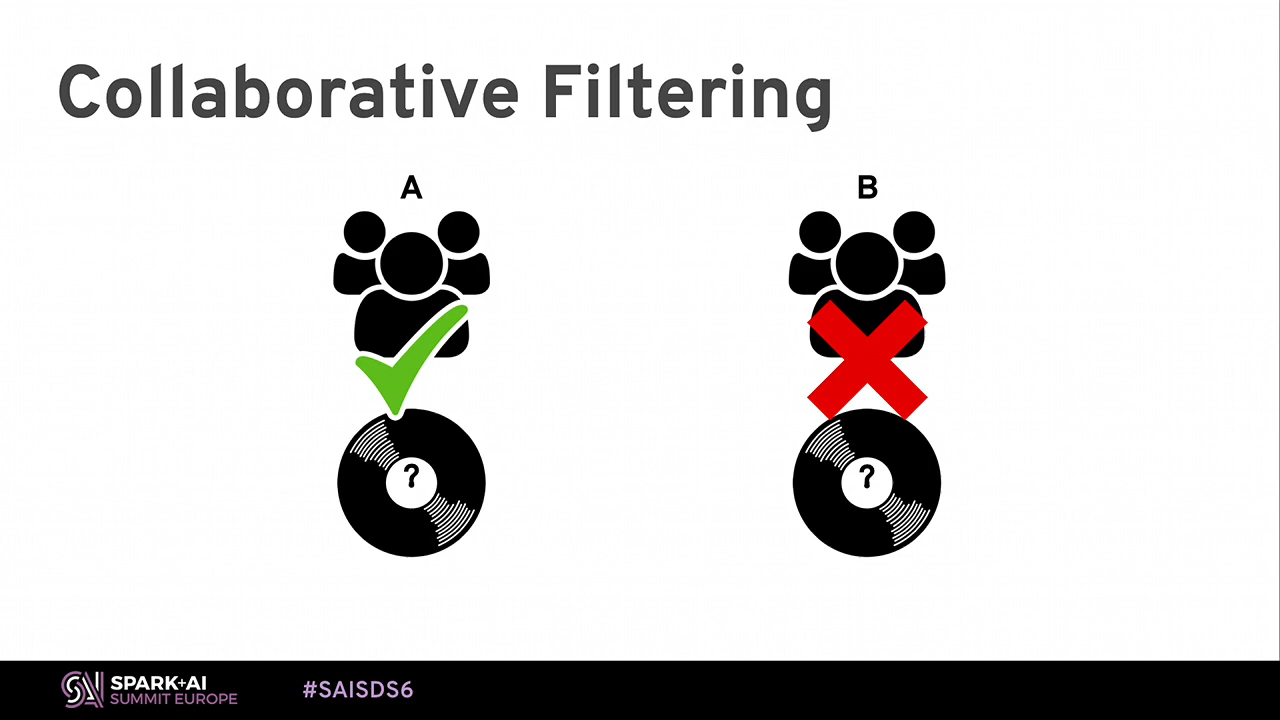 Collaborative Filtering
A
B
?
?
SPARK+AI
SUMMIT EUROPE
#SAISDS6